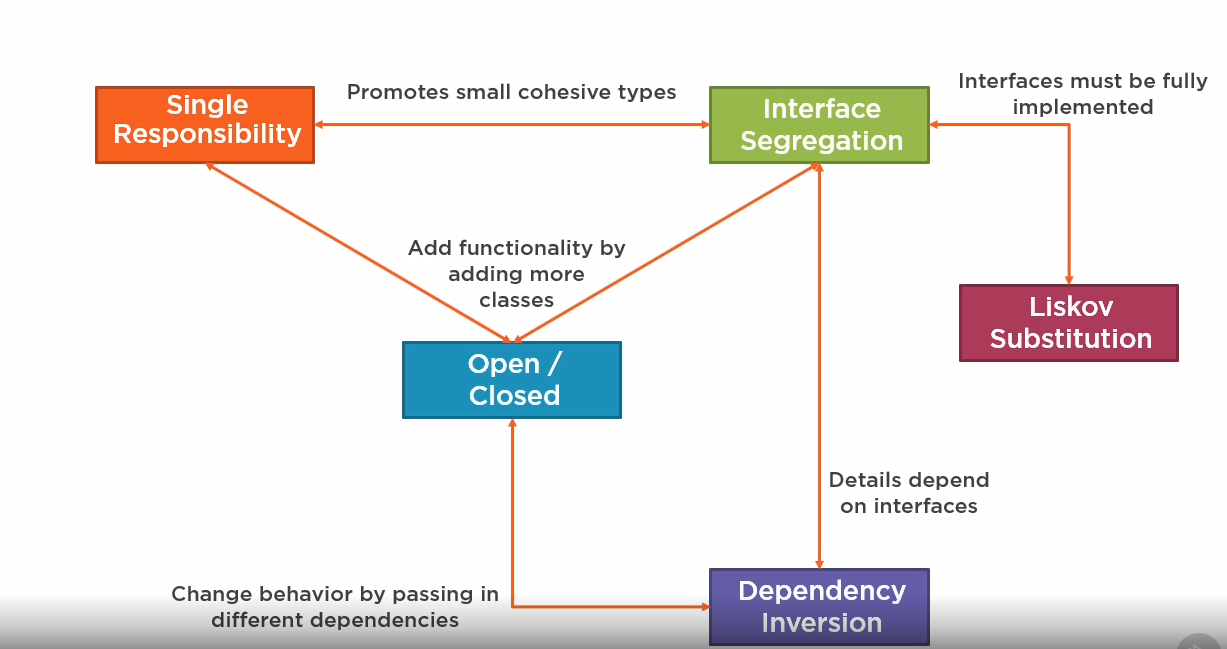 Single
Responsibility
Promotes small cohesive types
Interface
Segregation
Interfaces must be fully
implemented
Add functionality by
adding more
classes
Liskov
Substitution
Open /
Closed
Details depend
on interfaces
Change behavior by passing in
different dependencies
Dependency
Inversion